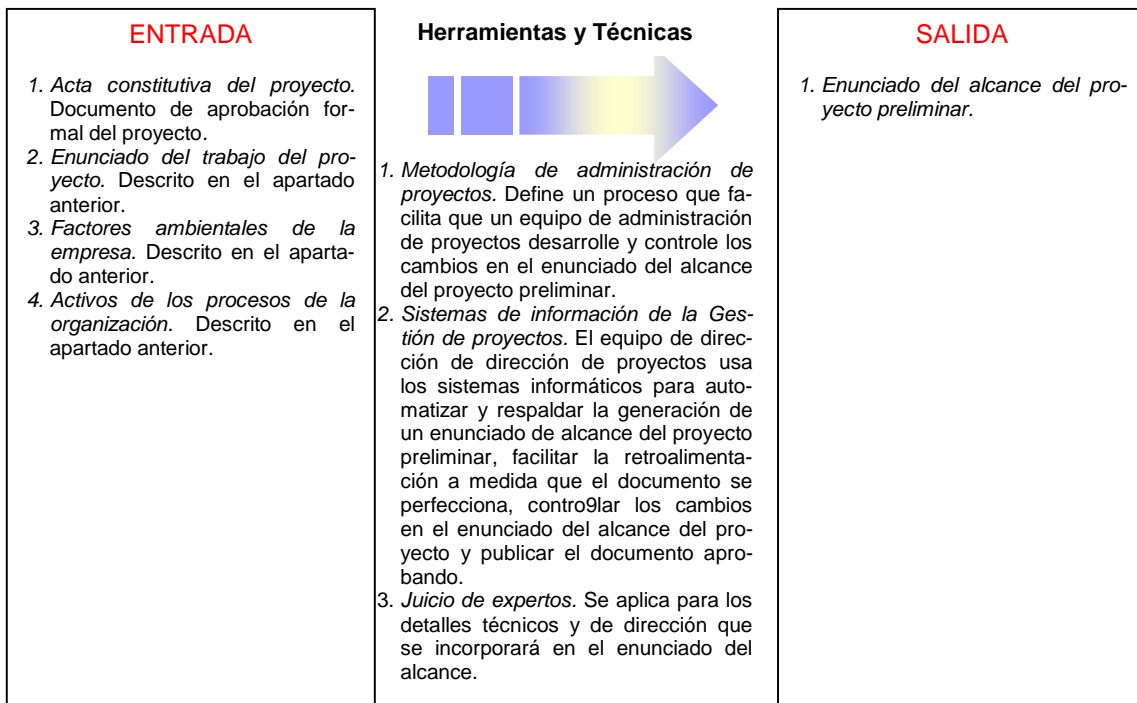 ENTRADA
1. Acta constitutiva del proyecto.
Documento de aprobación for-
mal del proyecto.
2. Enunciado del trabajo del pro-
yecto. Descrito en el apartado
anterior.
3. Factores ambientales de la
empresa. Descrito en el aparta-
do anterior.
4. Activos de los procesos de la
organización. Descrito en el
apartado anterior.
Herramientas y Técnicas
1. Metodología de administración de
proyectos. Define un proceso que fa-
cilita que un equipo de administración
de proyectos desarrolle y controle los
cambios en el enunciado del alcance
del proyecto preliminar.
2. Sistemas de información de la Ges-
tión de proyectos. El equipo de direc-
ción de dirección de proyectos usa
los sistemas informáticos para auto-
matizar y respaldar la generación de
un enunciado de alcance del proyecto
preliminar, facilitar la retroalimenta-
ción a medida que el documento se
perfecciona, contro9lar los cambios
en el enunciado del alcance del pro-
yecto y publicar el documento apro-
bando.
3. Juicio de expertos. Se aplica para los
detalles técnicos y de dirección que
se incorporará en el enunciado del
alcance.
SALIDA
1. Enunciado del alcance del pro-
yecto preliminar.